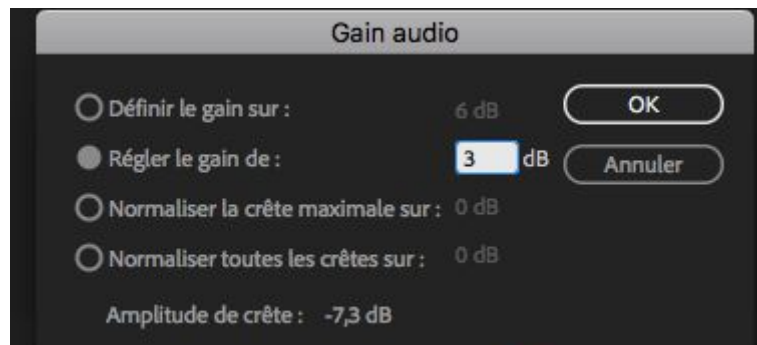 Gain audio
Définir le gain sur : 6 dB OK
Régler le gain de : 3 dB Annuler
Normaliser la crête maximale sur : 0 dB
Normaliser toutes les crêtes sur : 0 dB
Amplitude de crête : -7,3 dB